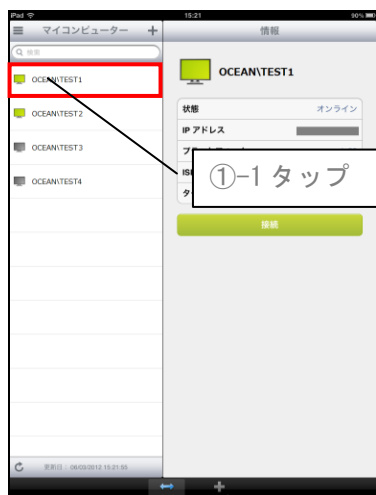 iPad 15:21 90%
マイコンピューター +
情報
検索
OCEAN\TEST1
OCEAN\TEST2
OCEAN\TEST3
OCEAN\TEST4
OCEAN\TEST1
状態 オンライン
IP アドレス
①-1 タップ
接続
更新日 : 06/03/2012 15:21:55